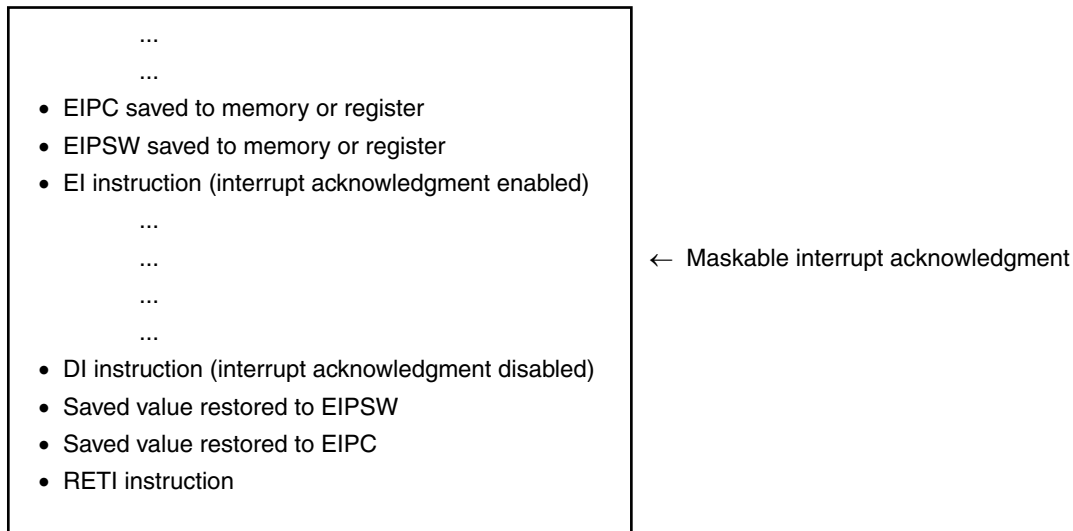 ...
...
• EIPC saved to memory or register
• EIPSW saved to memory or register
• EI instruction (interrupt acknowledgment enabled)
...
...
← Maskable interrupt acknowledgment
...
...
• DI instruction (interrupt acknowledgment disabled)
• Saved value restored to EIPSW
• Saved value restored to EIPC
• RETI instruction